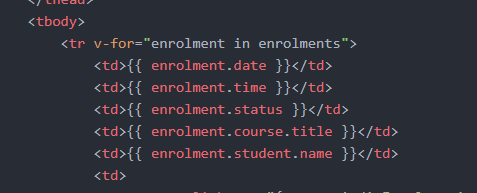 </thead>
<tbody>
<tr v-for="enrolment in enrolments">
<td>{{ enrolment.date }}</td>
<td>{{ enrolment.time }}</td>
<td>{{ enrolment.status }}</td>
<td>{{ enrolment.course.title }}</td>
<td>{{ enrolment.student.name }}</td>
<td>